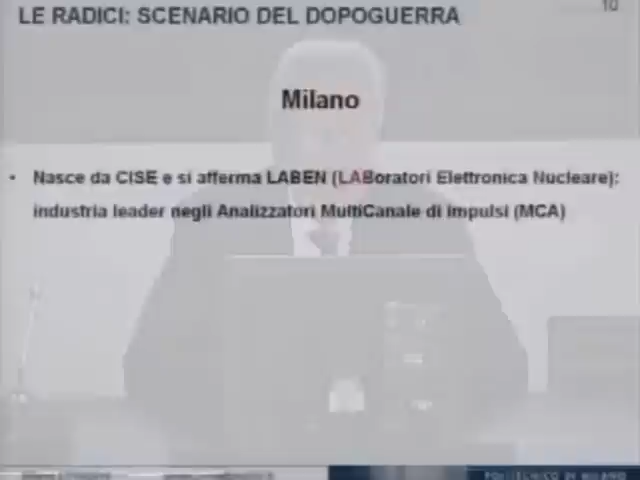 LE RADICI: SCENARIO DEL DOPOGUERRA
10
Milano
• Nasce da CISE e si afferma LABEN (LABoratori Elettronica Nucleare):
industria leader negli Analizzatori MultiCanale di impulsi (MCA)
POLITECNICO DI MILANO